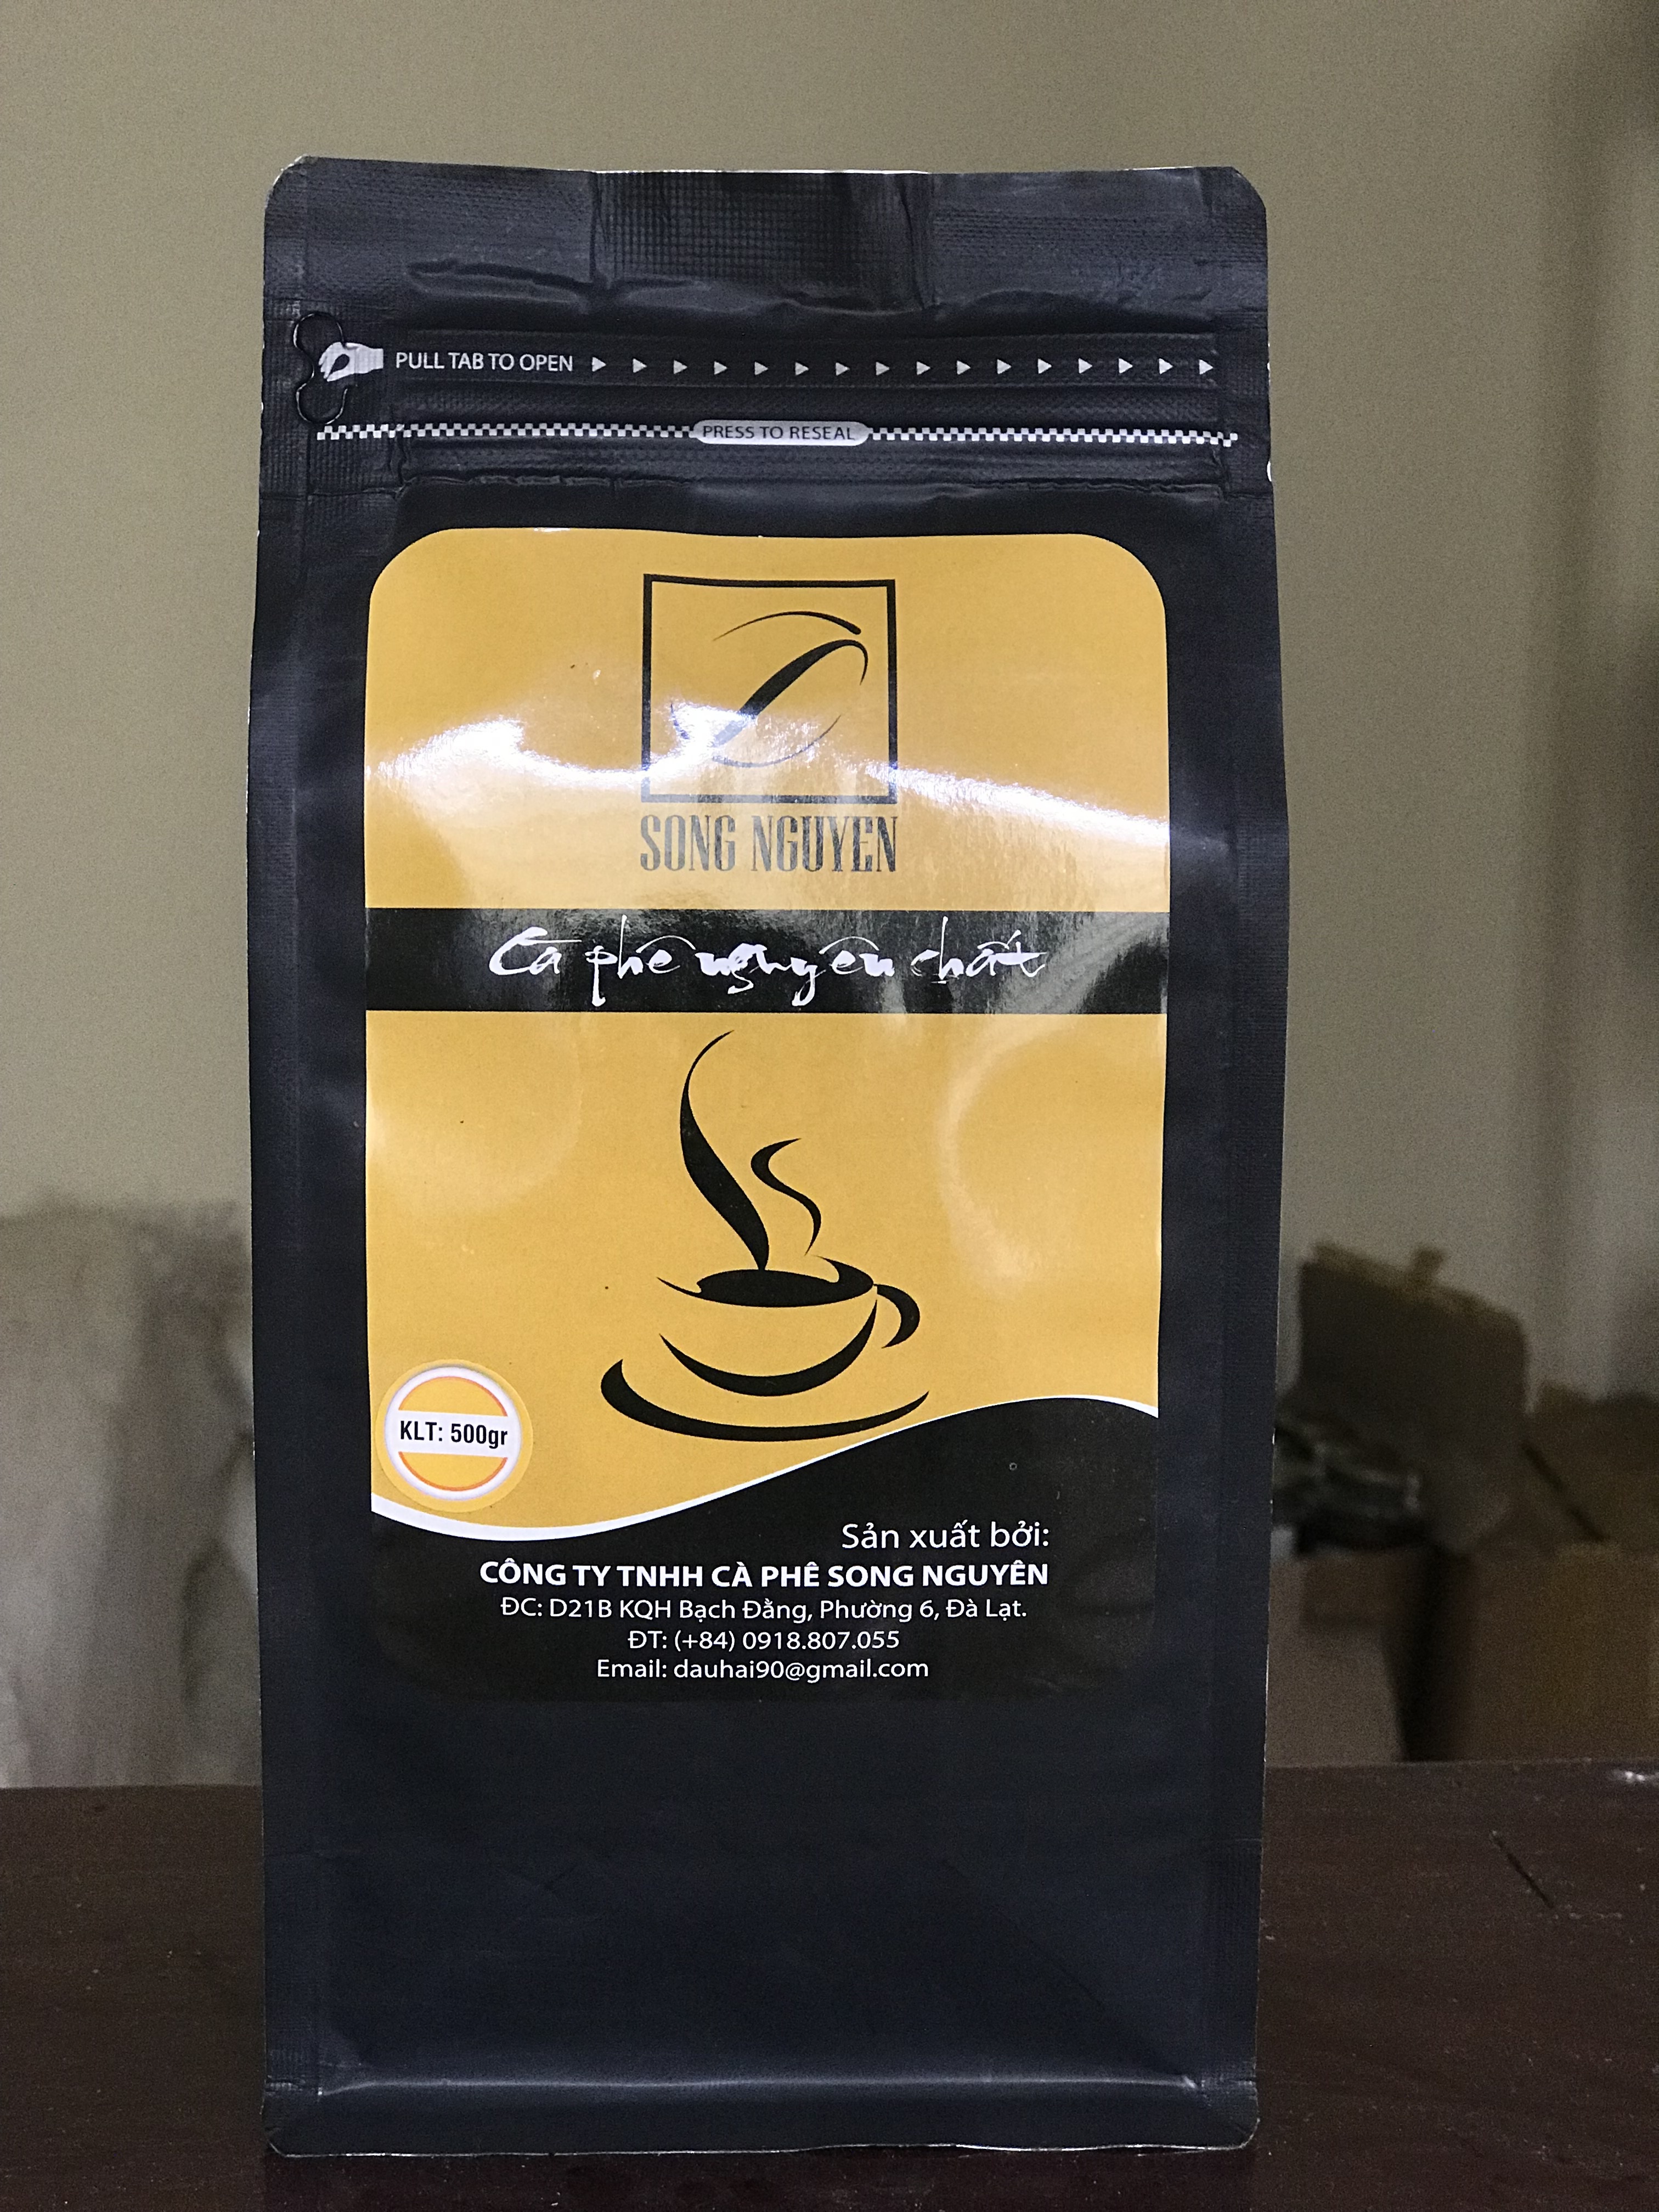 PULL TAB TO OPEN
PRESS TO RESEAL
SONG NGUYEN
Cà phê nguyên chất
KLT: 500gr
Sản xuất bởi:
CÔNG TY TNHH CÀ PHÊ SONG NGUYÊN
ĐC: D21B KQH Bạch Đằng, Phường 6, Đà Lạt.
ĐT: (+84) 0918.807.055
Email: dauhai90@gmail.com